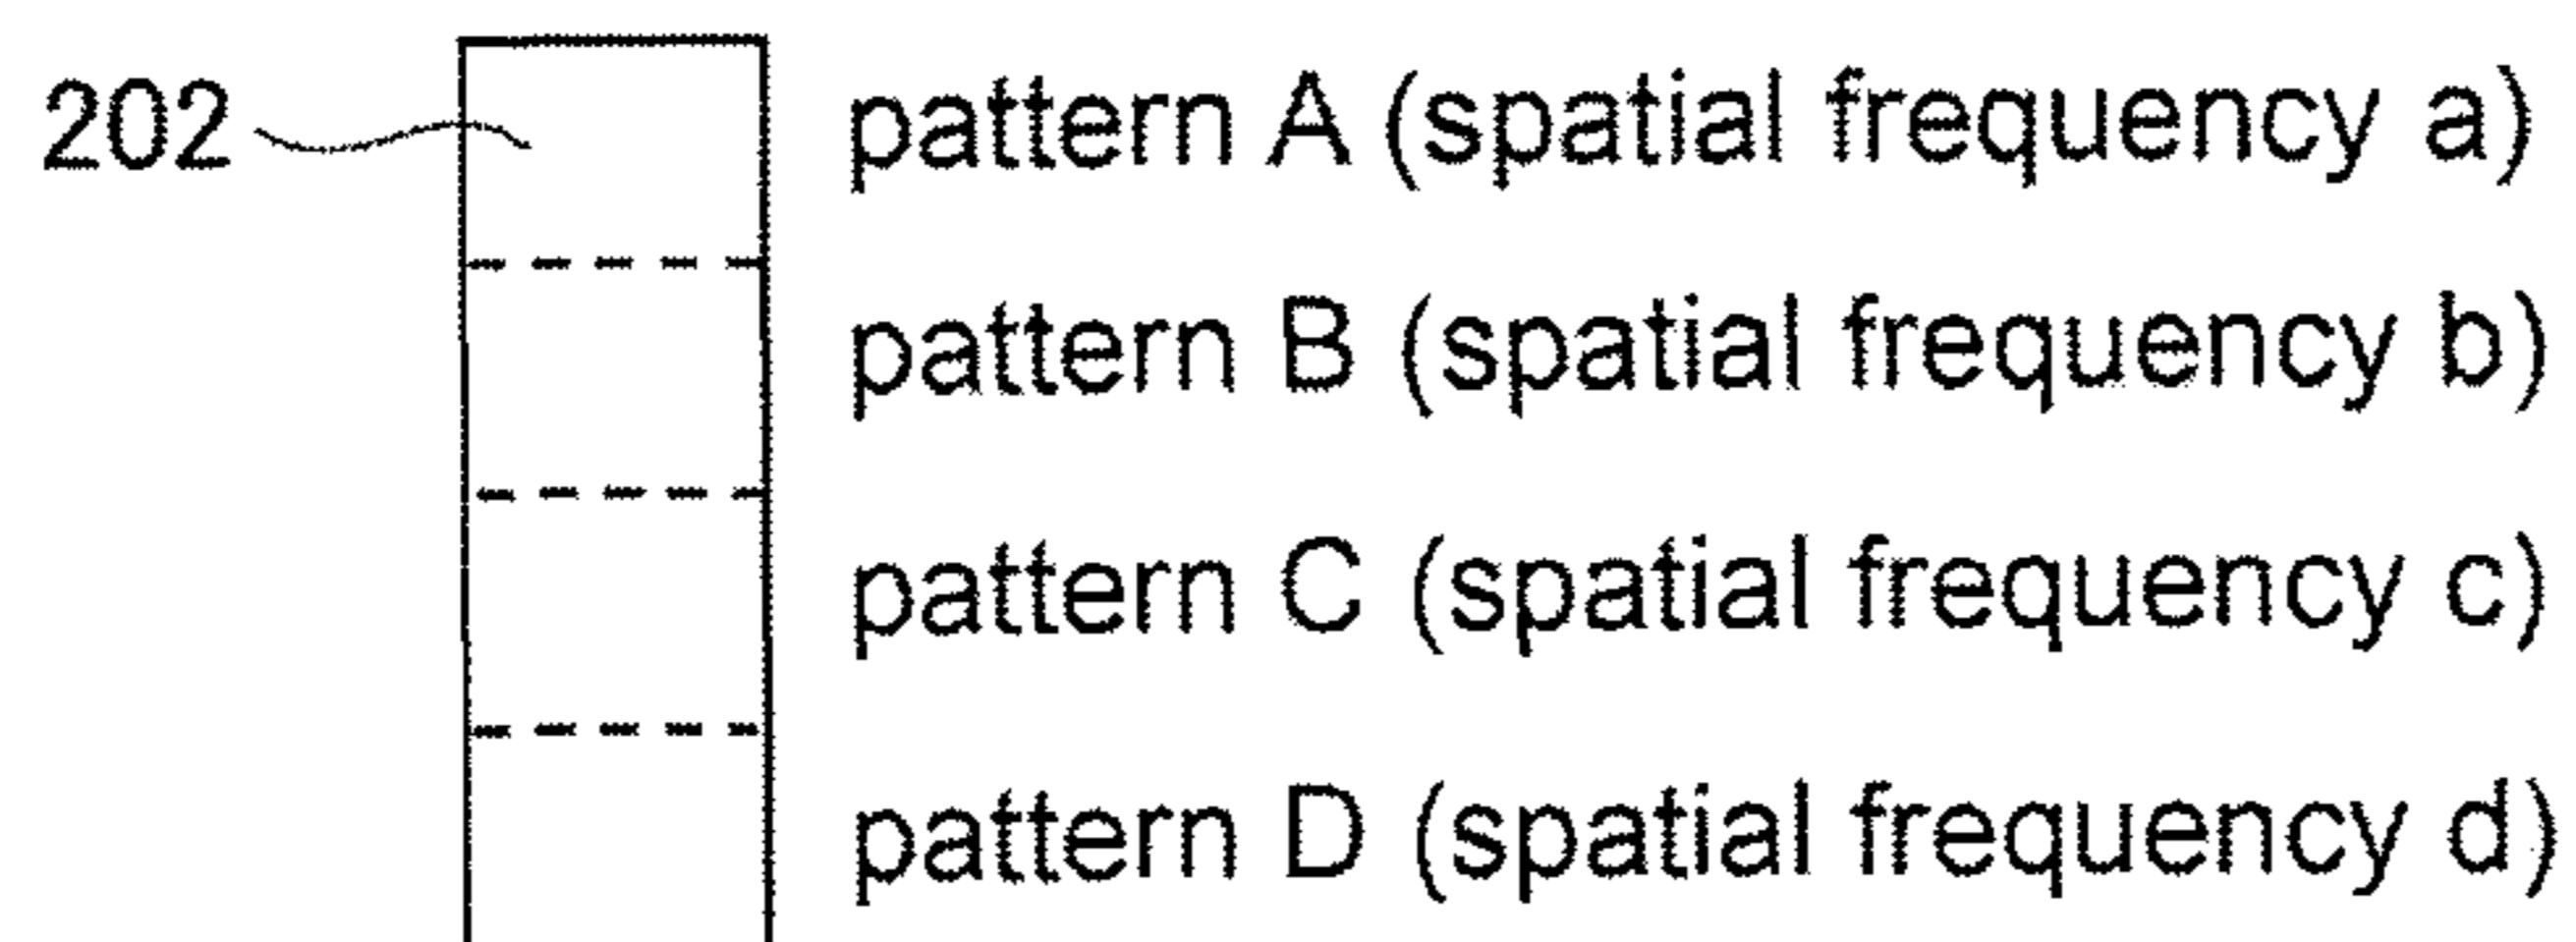 202 pattern A (spatial frequency a)
pattern B (spatial frequency b)
pattern C (spatial frequency c)
pattern D (spatial frequency d)